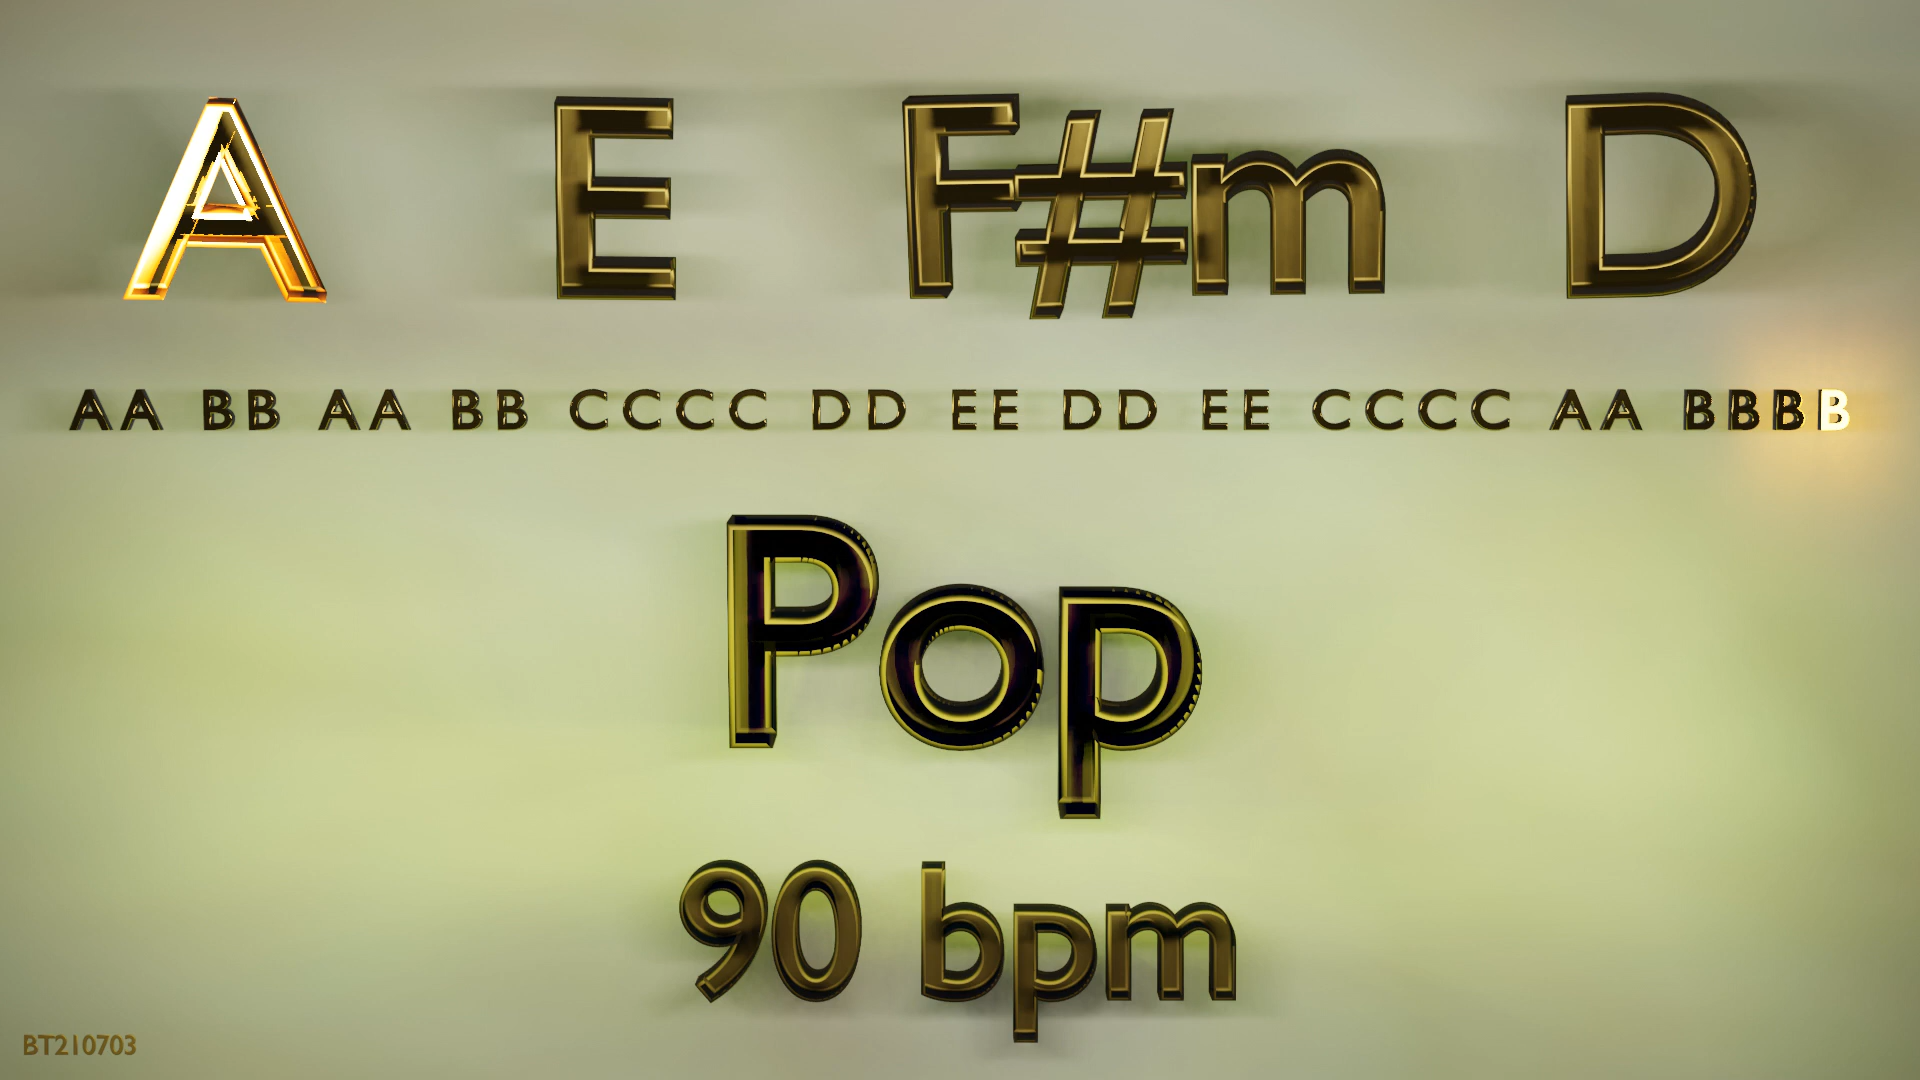 A E F#m D
AA BB AA BB CCCC DD EE DD EE CCCC AA BBBB
Pop
90 bpm
BT210703